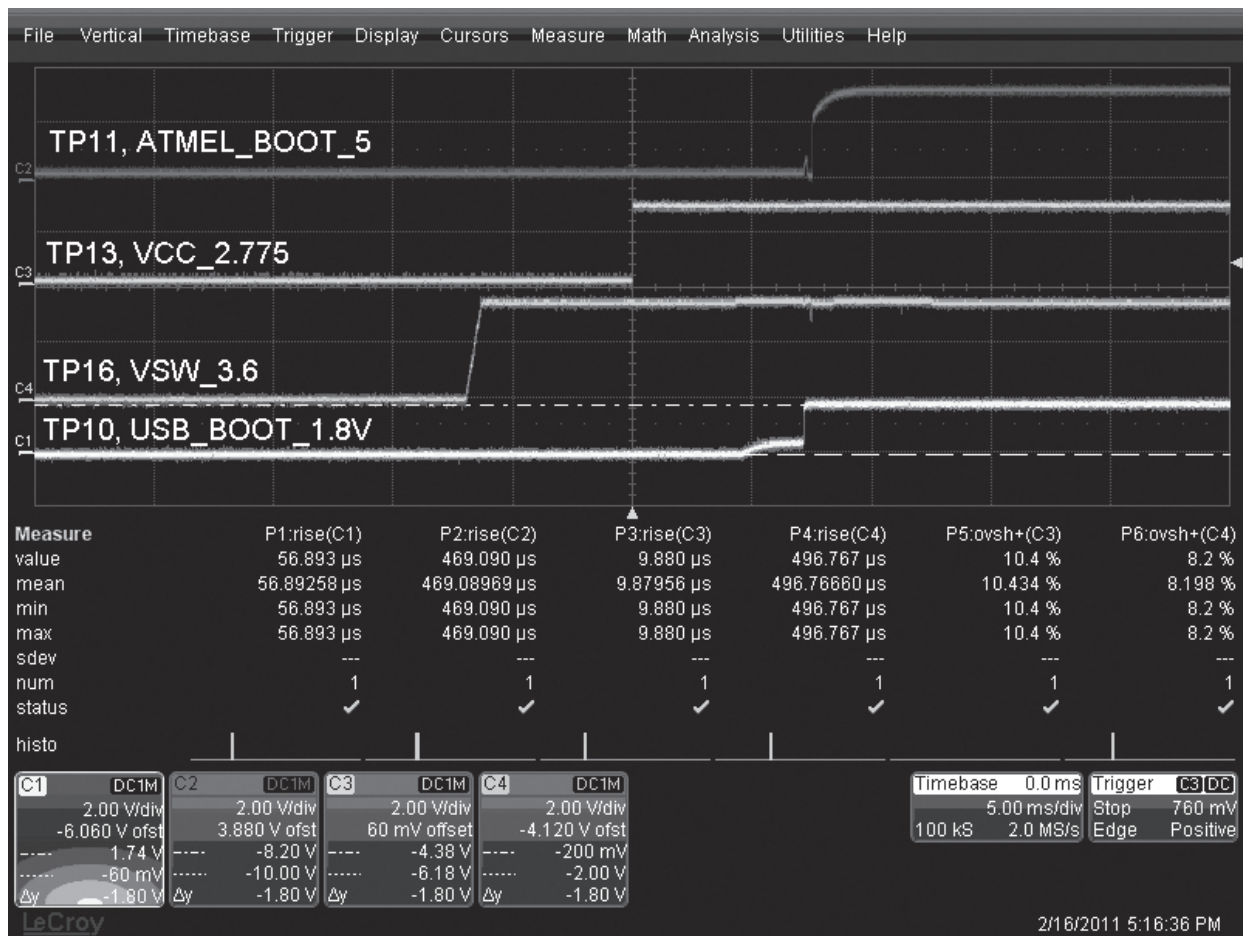 File Vertical Timebase Trigger Display Cursors Measure Math Analysis Utilities Help
TP11, ATMEL_BOOT_5
C2
TP13, VCC_2.775
C3
TP16, VSW_3.6
C4
TP10, USB_BOOT_1.8V
C1
Measure P1:rise(C1) P2:rise(C2) P3:rise(C3) P4:rise(C4) P5:ovsh+(C3) P6:ovsh+(C4)
value 56.893 µs 469.090 µs 9.880 µs 496.767 µs 10.4 % 8.2 %
mean 56.89258 µs 469.08969 µs 9.87956 µs 496.76660 µs 10.434 % 8.198 %
min 56.893 µs 469.090 µs 9.880 µs 496.767 µs 10.4 % 8.2 %
max 56.893 µs 469.090 µs 9.880 µs 496.767 µs 10.4 % 8.2 %
sdev --- --- --- --- --- ---
num 1 1 1 1 1 1
status ✓ ✓ ✓ ✓ ✓ ✓
histo
C1 DC1M C2 DC1M C3 DC1M C4 DC1M Timebase 0.0 ms Trigger C3 DC
2.00 V/div 2.00 V/div 2.00 V/div 2.00 V/div 5.00 ms/div Stop 760 mV
-6.060 V ofst 3.880 V ofst 60 mV offset -4.120 V ofst 100 kS 2.0 MS/s Edge Positive
1.74 V -8.20 V -4.38 V -200 mV
-60 mV -10.00 V -6.18 V -2.00 V
Δy -1.80 V Δy -1.80 V Δy -1.80 V Δy -1.80 V
LeCroy
2/16/2011 5:16:36 PM